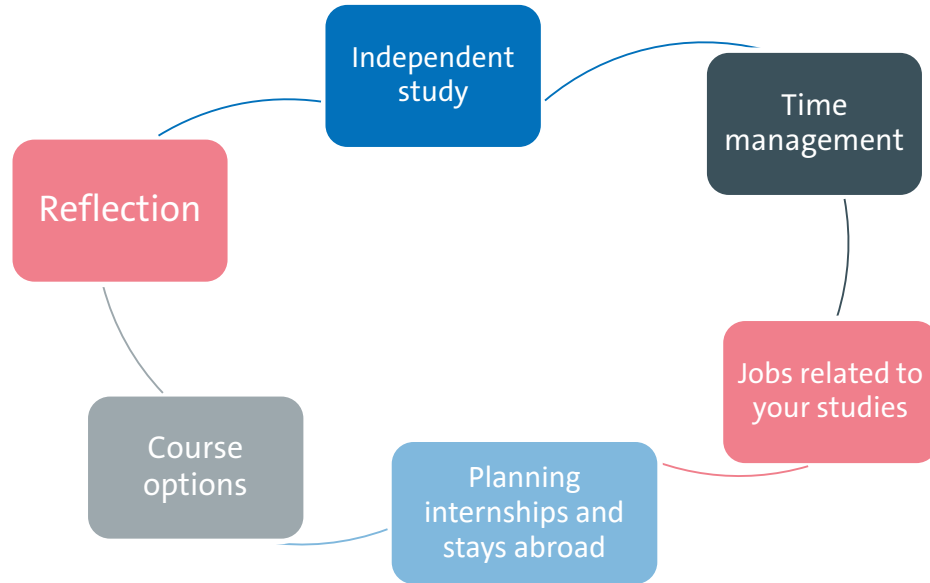 Independent
study
Time
management
Reflection
Jobs related to
your studies
Course
options
Planning
internships and
stays abroad